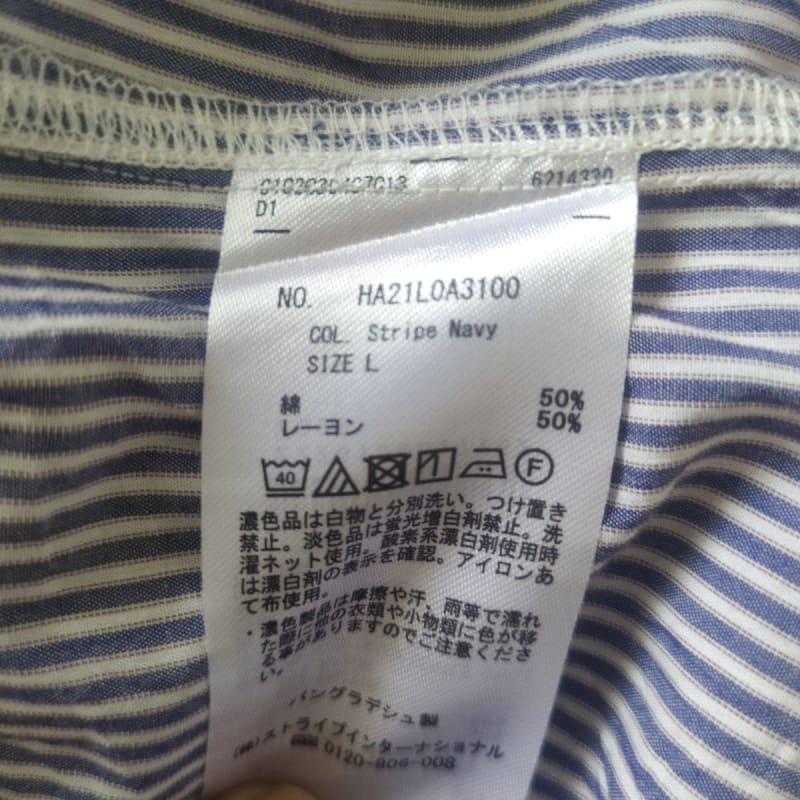 6214330
D1
NO. HA21L0A3100
COL. Stripe Navy
SIZE L
綿 50%
レーヨン 50%
40 F
濃色品は白物と分別洗い。つけ置き
禁止。淡色品は蛍光増白剤禁止。洗
濯ネット使用。酸素系漂白剤使用時
は漂白剤の表示を確認。アイロンあ
て布使用。
・濃色製品は摩擦や汗、雨等で濡れ
た際に他の衣類や小物類に色が移
る事がありますのでご注意くださ
い。
バングラデシュ製
(株)ストライプインターナショナル
0120-806-008